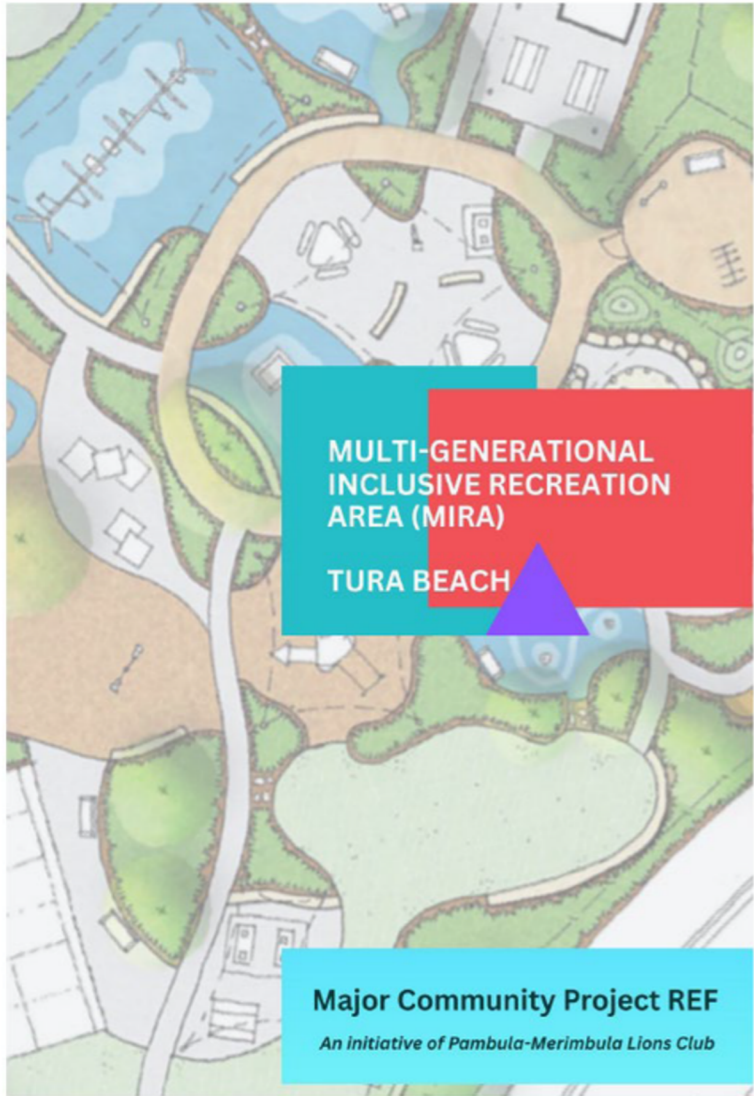 MULTI-GENERATIONAL
INCLUSIVE RECREATION
AREA (MIRA)
TURA BEACH
Major Community Project REF
An initiative of Pambula-Merimbula Lions Club